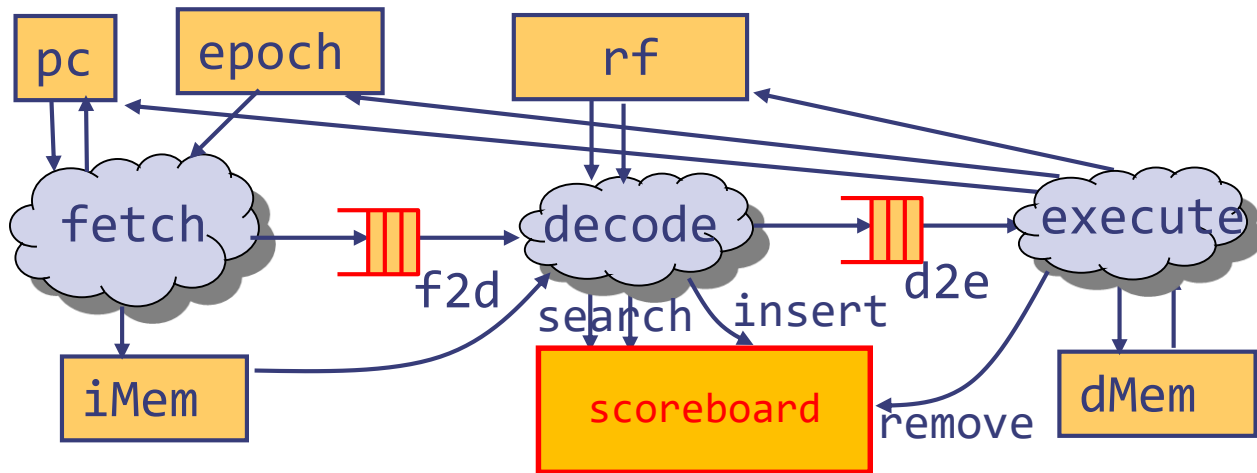 pc
epoch
rf
fetch
decode
execute
f2d
d2e
search
insert
iMem
scoreboard
remove
dMem